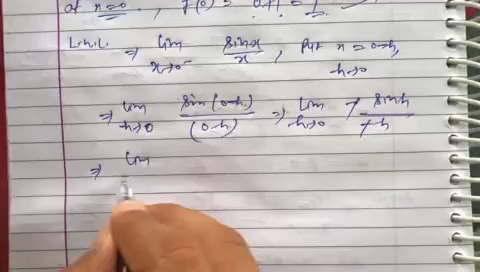 at x=0, f(0) = 0+1 = 1
L.H.L. ⇒ lim x→0⁻ sinx/x, Put x = 0-h, h→0
⇒ lim h→0 sin(0-h)/(0-h) ⇒ lim h→0 - sinh/-h
⇒ lim